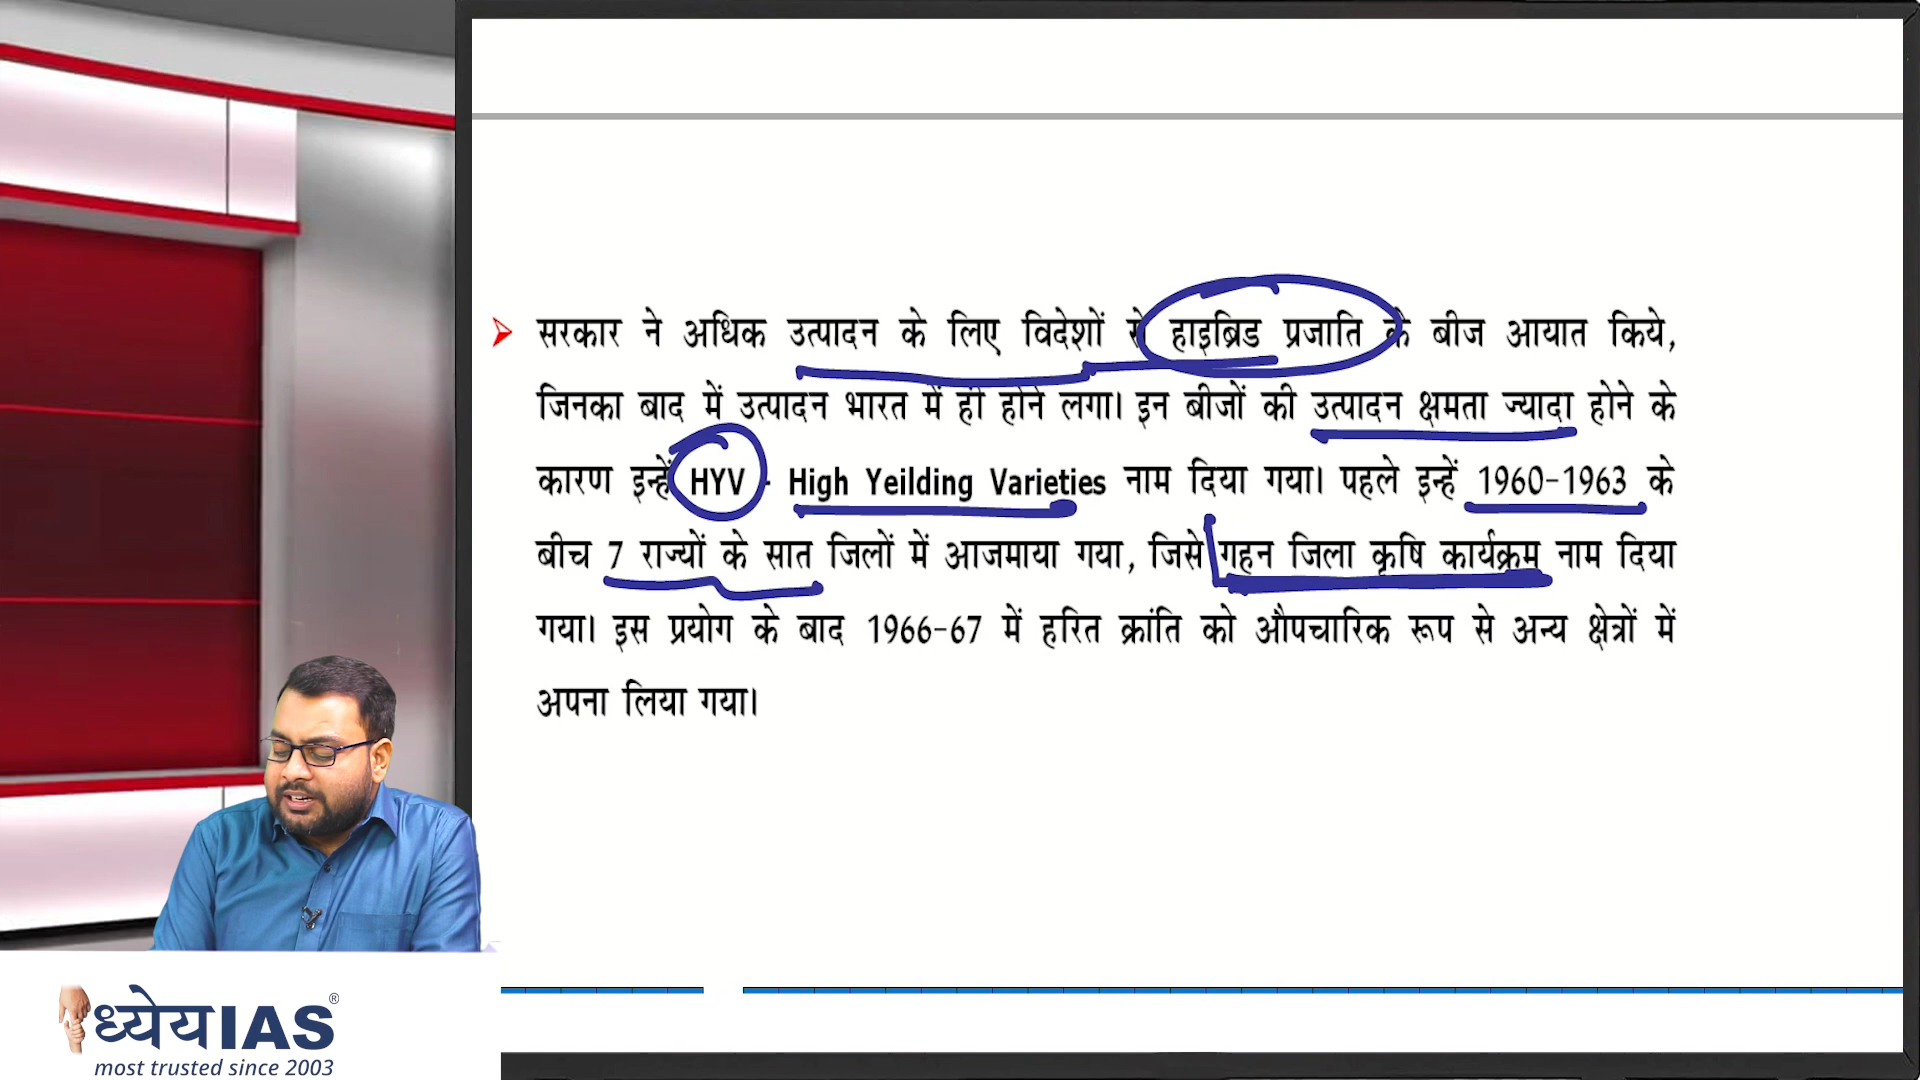 सरकार ने अधिक उत्पादन के लिए विदेशों से हाइब्रिड प्रजाति के बीज आयात किये,
जिनका बाद में उत्पादन भारत में ही होने लगा। इन बीजों की उत्पादन क्षमता ज्यादा होने के
कारण इन्हें HYV - High Yeilding Varieties नाम दिया गया। पहले इन्हें 1960-1963 के
बीच 7 राज्यों के सात जिलों में आजमाया गया, जिसे गहन जिला कृषि कार्यक्रम नाम दिया
गया। इस प्रयोग के बाद 1966-67 में हरित क्रांति को औपचारिक रूप से अन्य क्षेत्रों में
अपना लिया गया।
ध्येयIAS®
most trusted since 2003